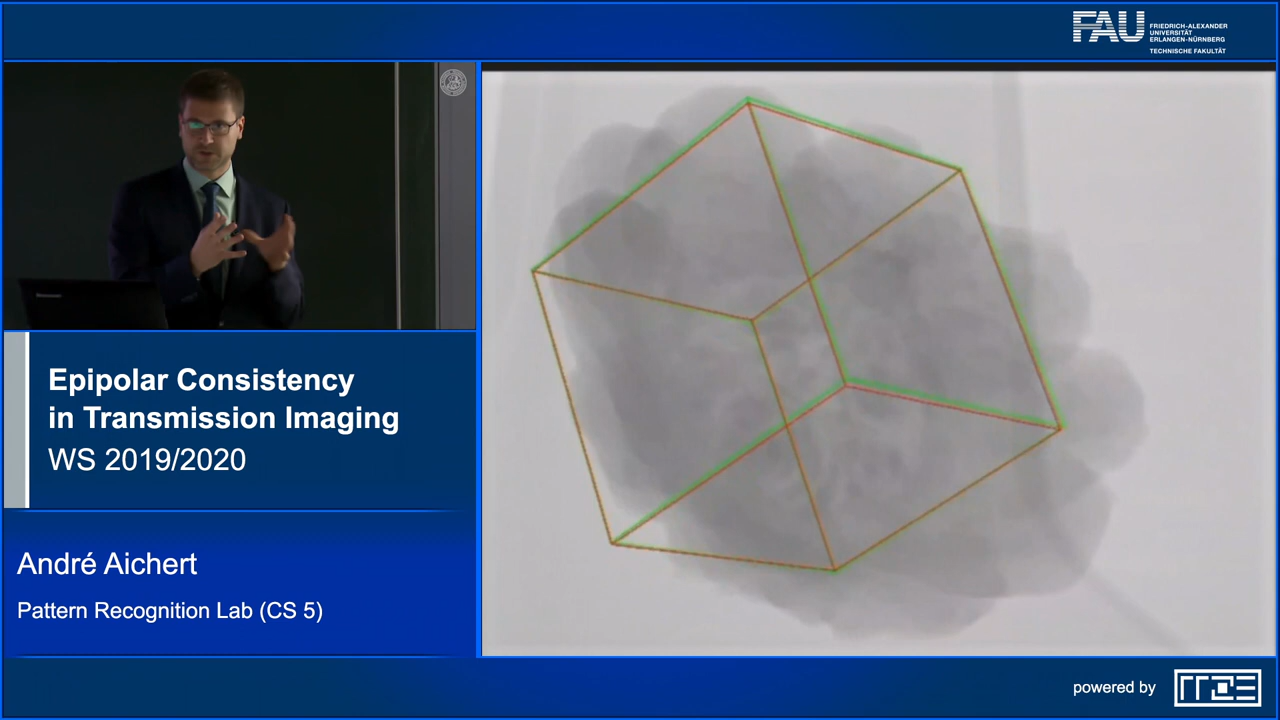 FAU
FRIEDRICH-ALEXANDER
UNIVERSITÄT
ERLANGEN-NÜRNBERG
TECHNISCHE FAKULTÄT
Epipolar Consistency
in Transmission Imaging
WS 2019/2020
André Aichert
Pattern Recognition Lab (CS 5)
powered by
RRZE